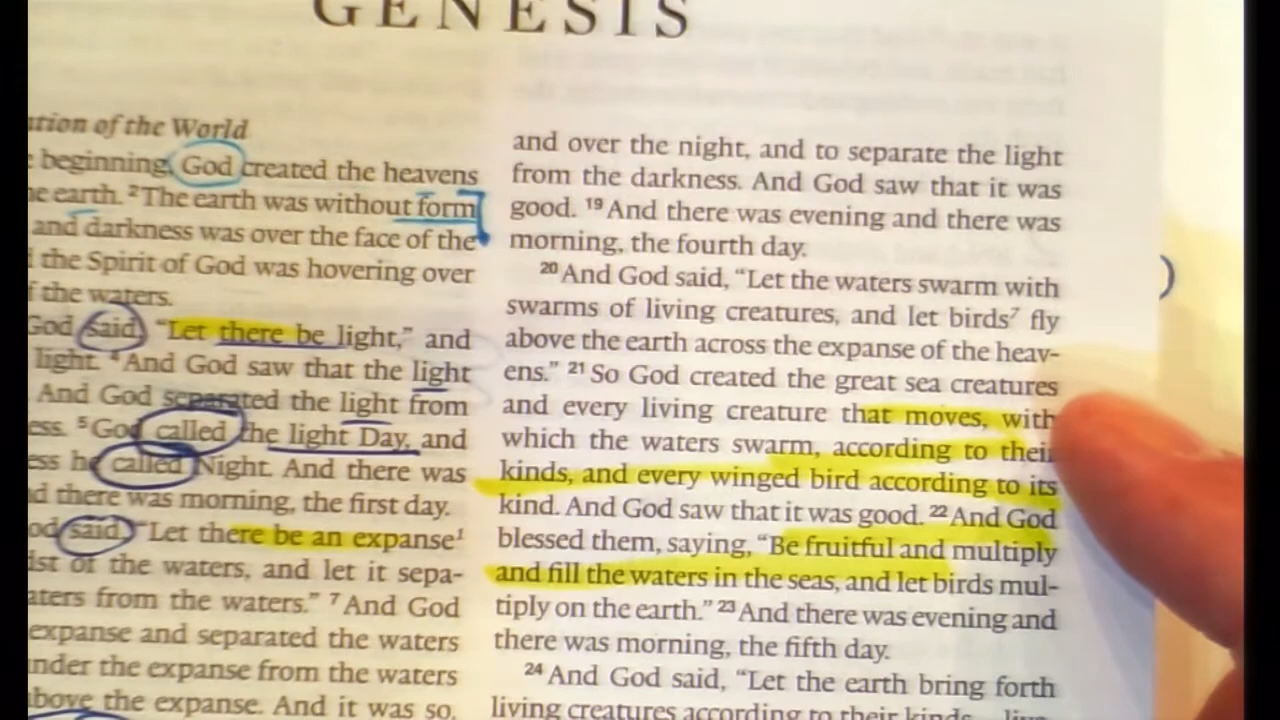 GENESIS
ation of the World
beginning, God created the heavens
earth. 2 The earth was without form
and darkness was over the face of the
the Spirit of God was hovering over
the waters.
God said, "Let there be light," and
light. 4 And God saw that the light
And God separated the light from
ess. 5 God called the light Day, and
ess he called Night. And there was
there was morning, the first day.
said, "Let there be an expanse1
of the waters, and let it sepa-
aters from the waters." 7 And God
expanse and separated the waters
under the expanse from the waters
above the expanse. And it was so.
and over the night, and to separate the light
from the darkness. And God saw that it was
good. 19 And there was evening and there was
morning, the fourth day.
20 And God said, "Let the waters swarm with
swarms of living creatures, and let birds7 fly
above the earth across the expanse of the heav-
ens." 21 So God created the great sea creatures
and every living creature that moves, with
which the waters swarm, according to their
kinds, and every winged bird according to its
kind. And God saw that it was good. 22 And God
blessed them, saying, "Be fruitful and multiply
and fill the waters in the seas, and let birds mul-
tiply on the earth." 23 And there was evening and
there was morning, the fifth day.
24 And God said, "Let the earth bring forth
living creatures according to their kinds